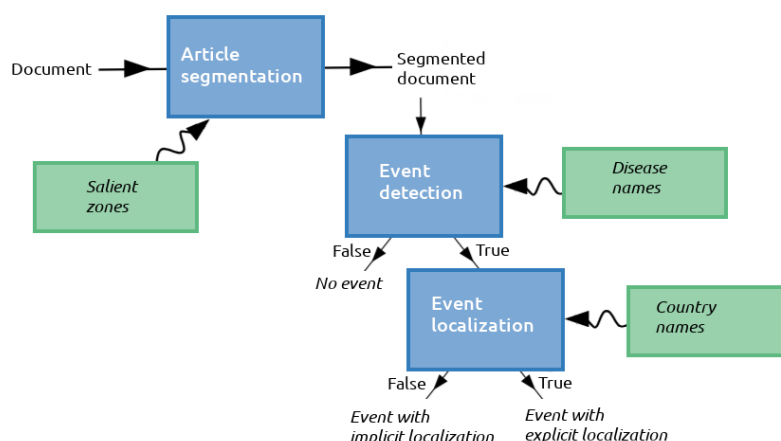 Document
Article
segmentation
Segmented
document
Salient
zones
Event
detection
Disease
names
False
True
No event
Event
localization
Country
names
False
True
Event with
implicit localization
Event with
explicit localization